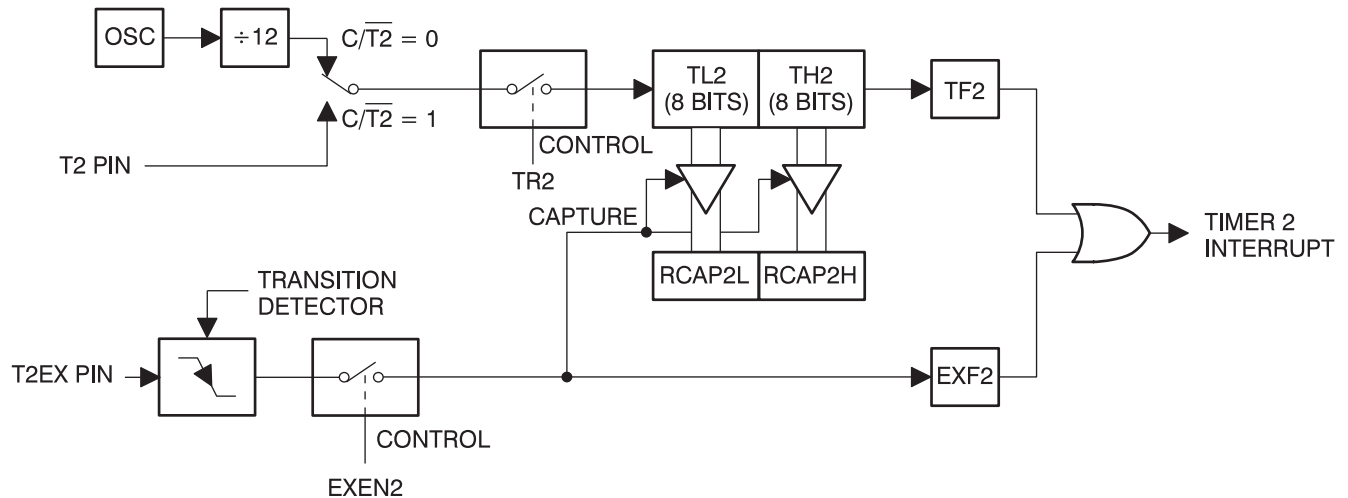 OSC
÷12
C/T2 = 0
C/T2 = 1
T2 PIN
CONTROL
TR2
TL2
(8 BITS)
TH2
(8 BITS)
TF2
CAPTURE
RCAP2L
RCAP2H
TIMER 2
INTERRUPT
TRANSITION
DETECTOR
T2EX PIN
CONTROL
EXEN2
EXF2